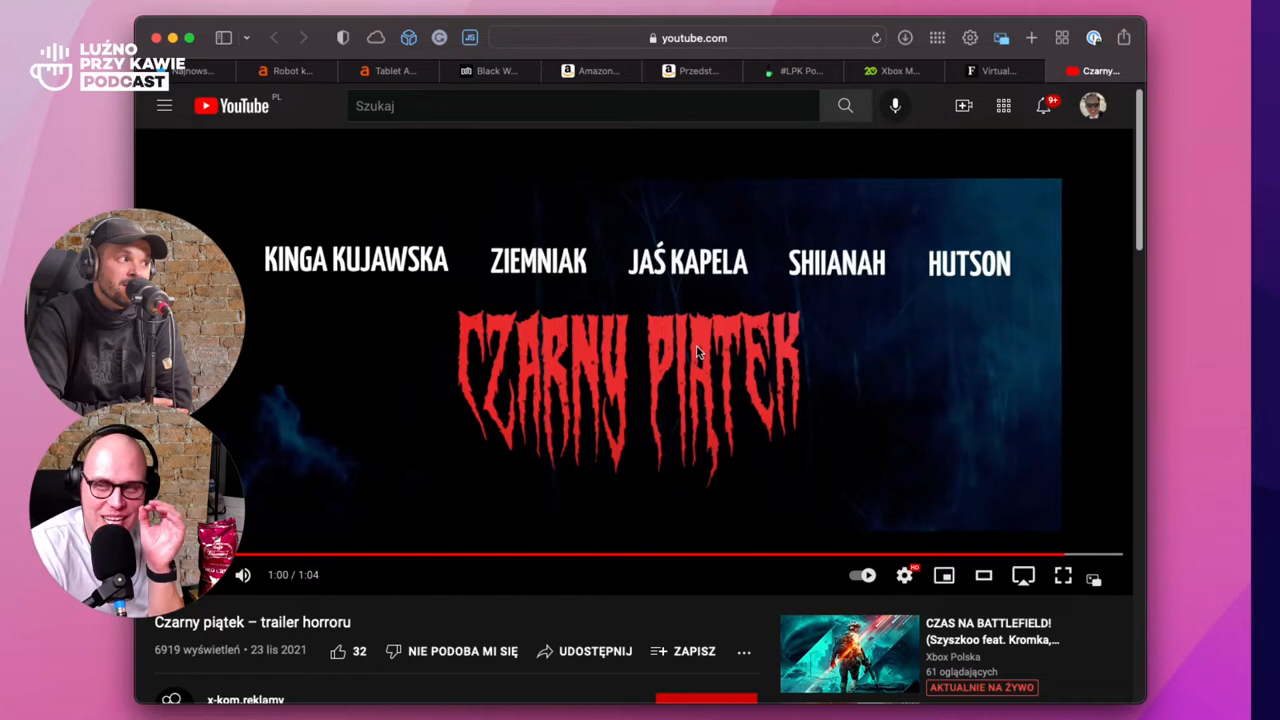 LUŹNO
PRZY KAWIE
PODCAST
youtube.com
Najnows...
Robot k...
Tablet A...
Black W...
Amazon...
Przedst...
#LPK Po...
Xbox M...
Virtual...
Czarny...
YouTube PL
Szukaj
9+
KINGA KUJAWSKA ZIEMNIAK JAŚ KAPELA SHIIANAH HUTSON
CZARNY PIĄTEK
1:00 / 1:04
HD
Czarny piątek – trailer horroru
6919 wyświetleń • 23 lis 2021
32
NIE PODOBA MI SIĘ
UDOSTĘPNIJ
ZAPISZ
x-kom.reklamy
CZAS NA BATTLEFIELD!
(Szyszkoo feat. Kromka,...
Xbox Polska
61 oglądających
AKTUALNIE NA ŻYWO